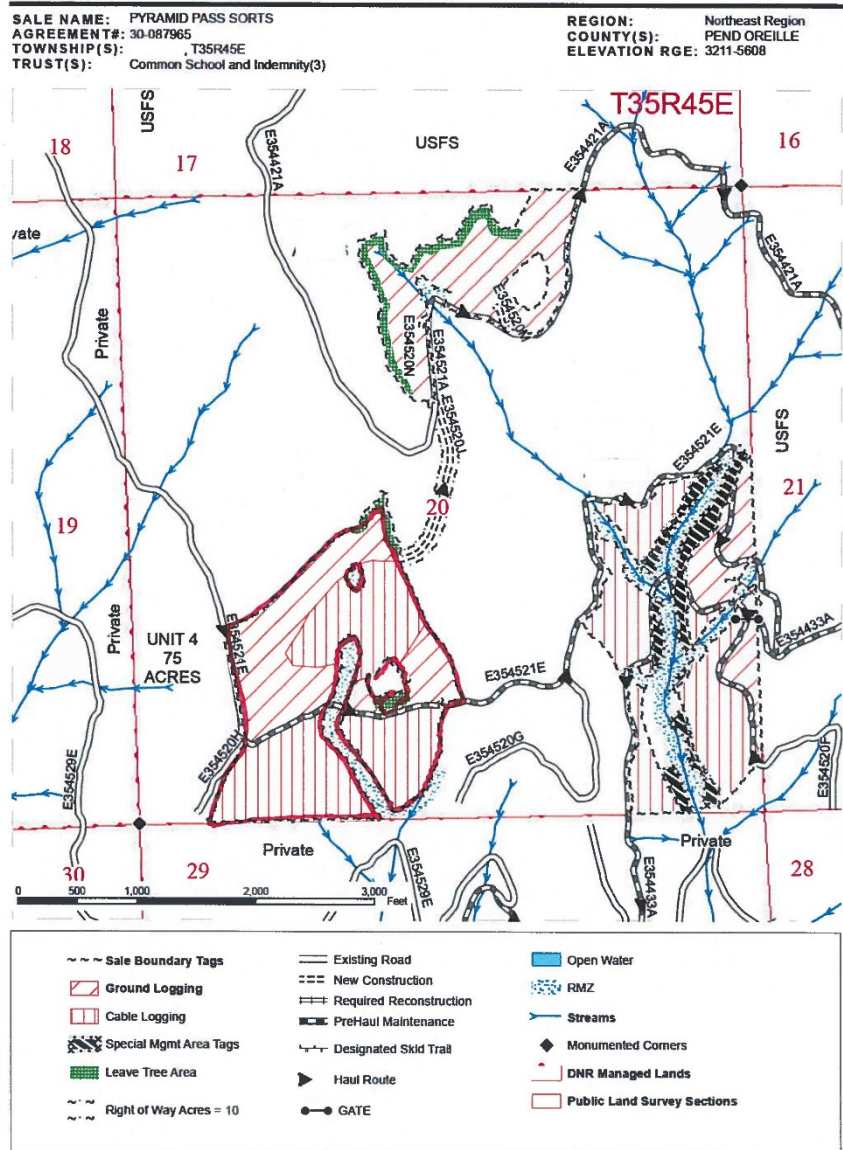 SALE NAME: PYRAMID PASS SORTS
AGREEMENT#: 30-087965
TOWNSHIP(S): , T35R45E
TRUST(S): Common School and Indemnity(3)
REGION: Northeast Region
COUNTY(S): PEND OREILLE
ELEVATION RGE: 3211-5608
T35R45E
USFS
USFS
18
17
16
E354421A
E354421A
E354421A
vate
Private
E354520N
E354521A
E354520J
E354521E
USFS
20
21
19
Private
UNIT 4
75
ACRES
E354521E
E354521E
E354433A
E354520H
E354520G
E354520F
E354529E
Private
Private
30
29
28
E354529E
E354433A
0 500 1,000 2,000 3,000
Feet
Sale Boundary Tags
Ground Logging
Cable Logging
Special Mgmt Area Tags
Leave Tree Area
Right of Way Acres = 10
Existing Road
New Construction
Required Reconstruction
PreHaul Maintenance
Designated Skid Trail
Haul Route
GATE
Open Water
RMZ
Streams
Monumented Corners
DNR Managed Lands
Public Land Survey Sections